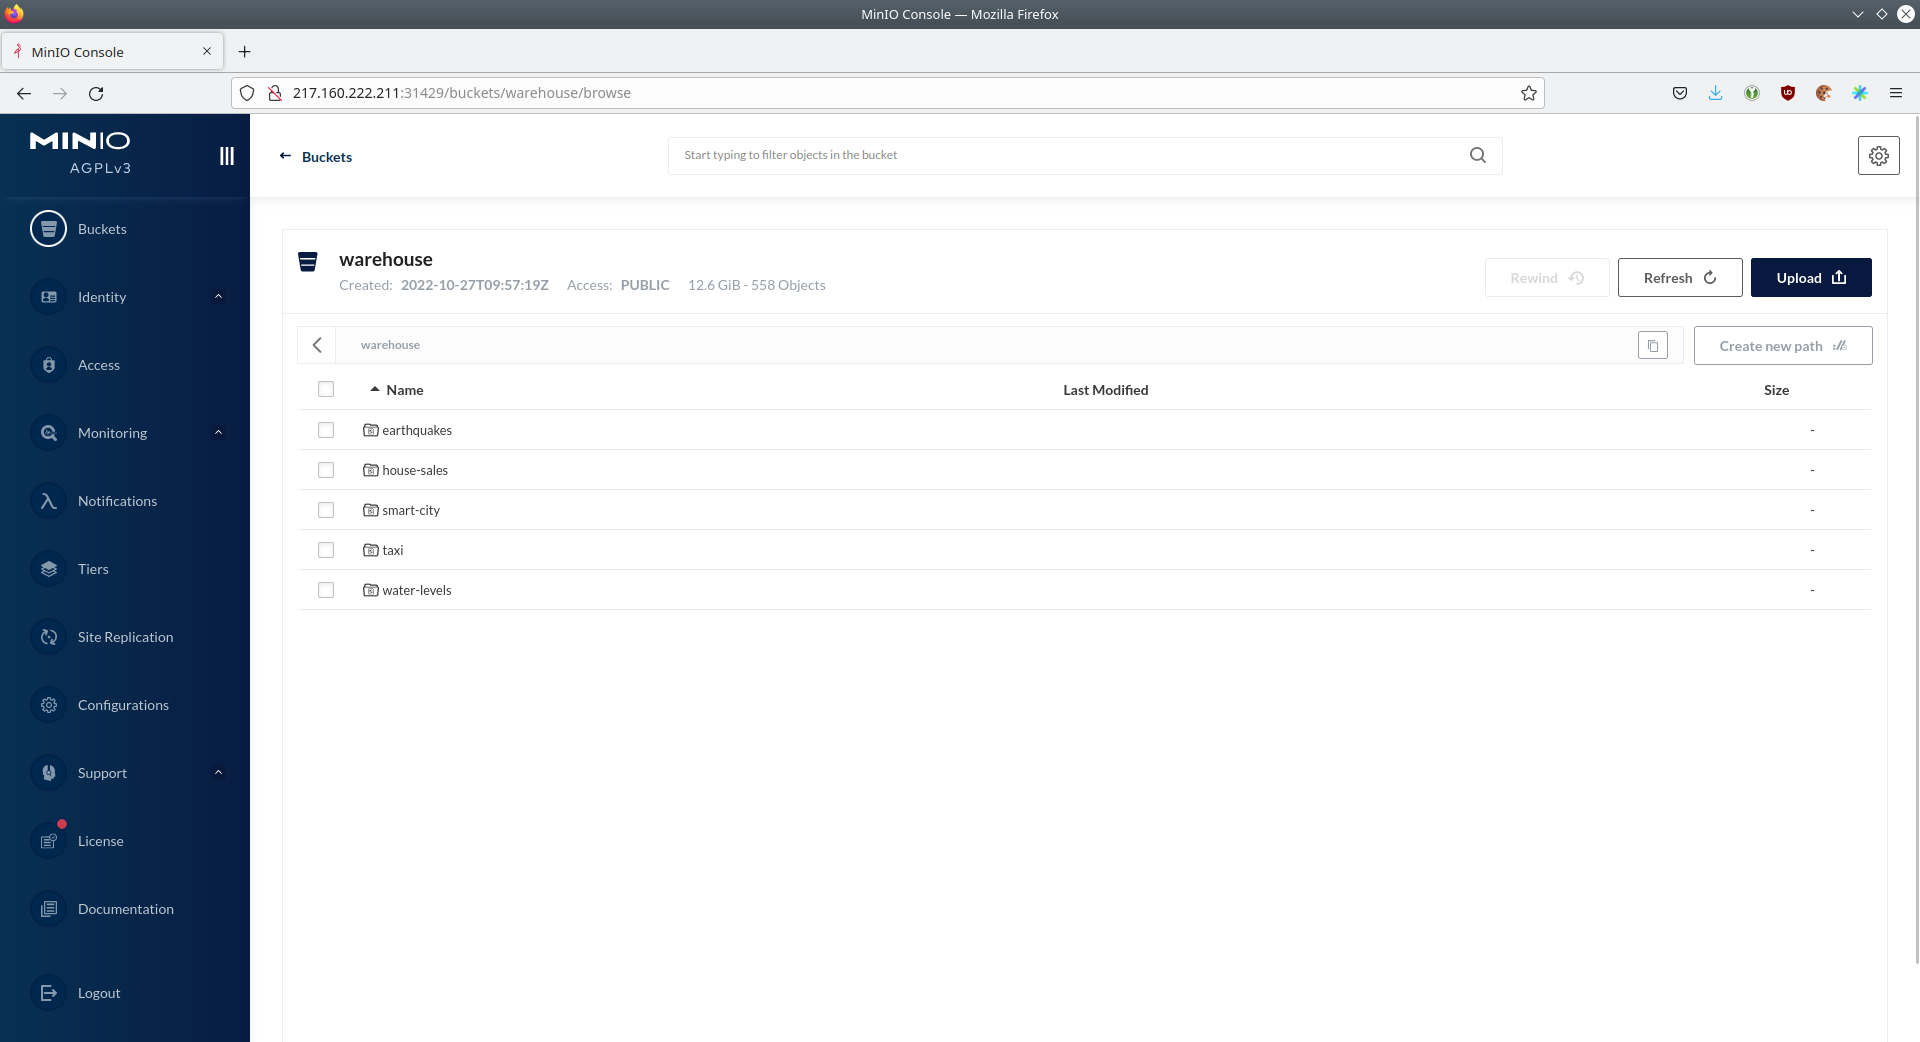 MinIO Console — Mozilla Firefox
MinIO Console
217.160.222.211:31429/buckets/warehouse/browse
MINIO
AGPLv3
Buckets
Identity
Access
Monitoring
Notifications
Tiers
Site Replication
Configurations
Support
License
Documentation
Logout
Buckets
Start typing to filter objects in the bucket
warehouse
Created: 2022-10-27T09:57:19Z Access: PUBLIC 12.6 GiB - 558 Objects
Rewind
Refresh
Upload
warehouse
Create new path
Name Last Modified Size
earthquakes -
house-sales -
smart-city -
taxi -
water-levels -